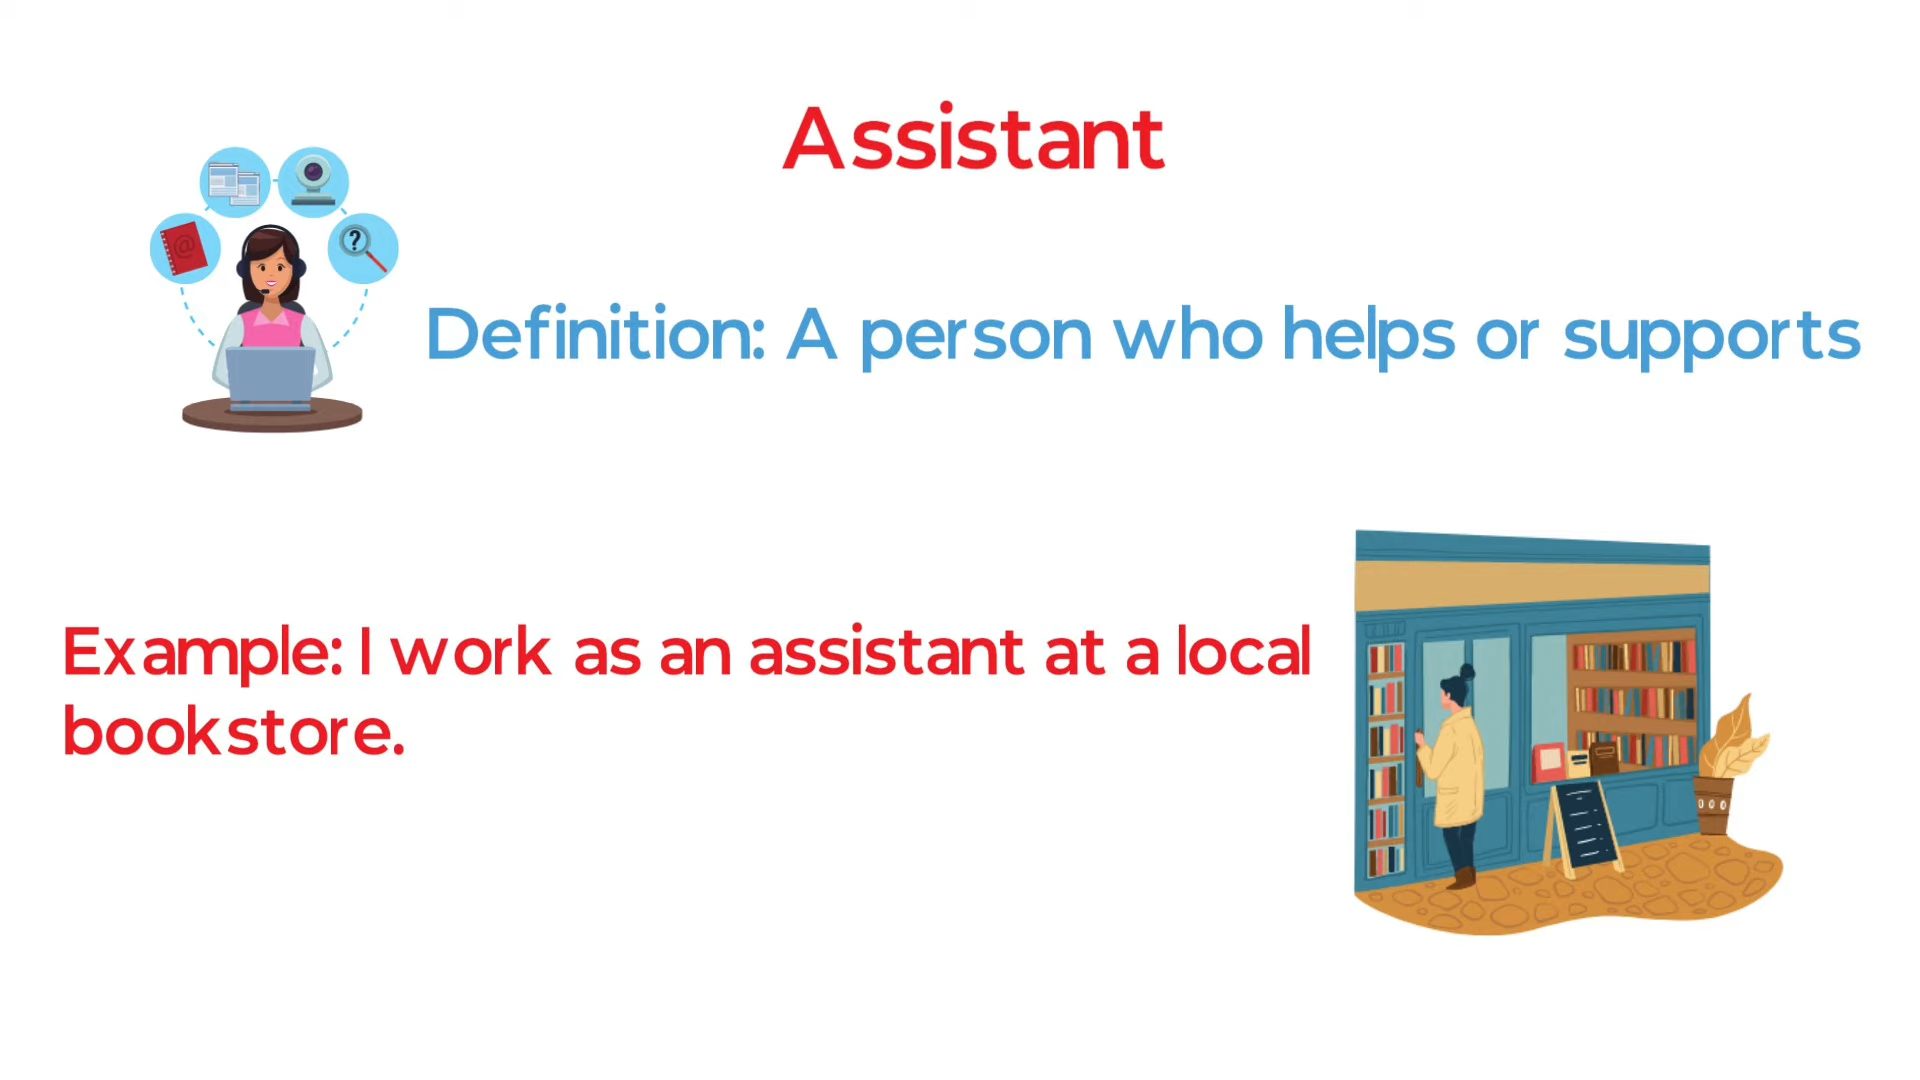 Assistant
Definition: A person who helps or supports
Example: I work as an assistant at a local
bookstore.